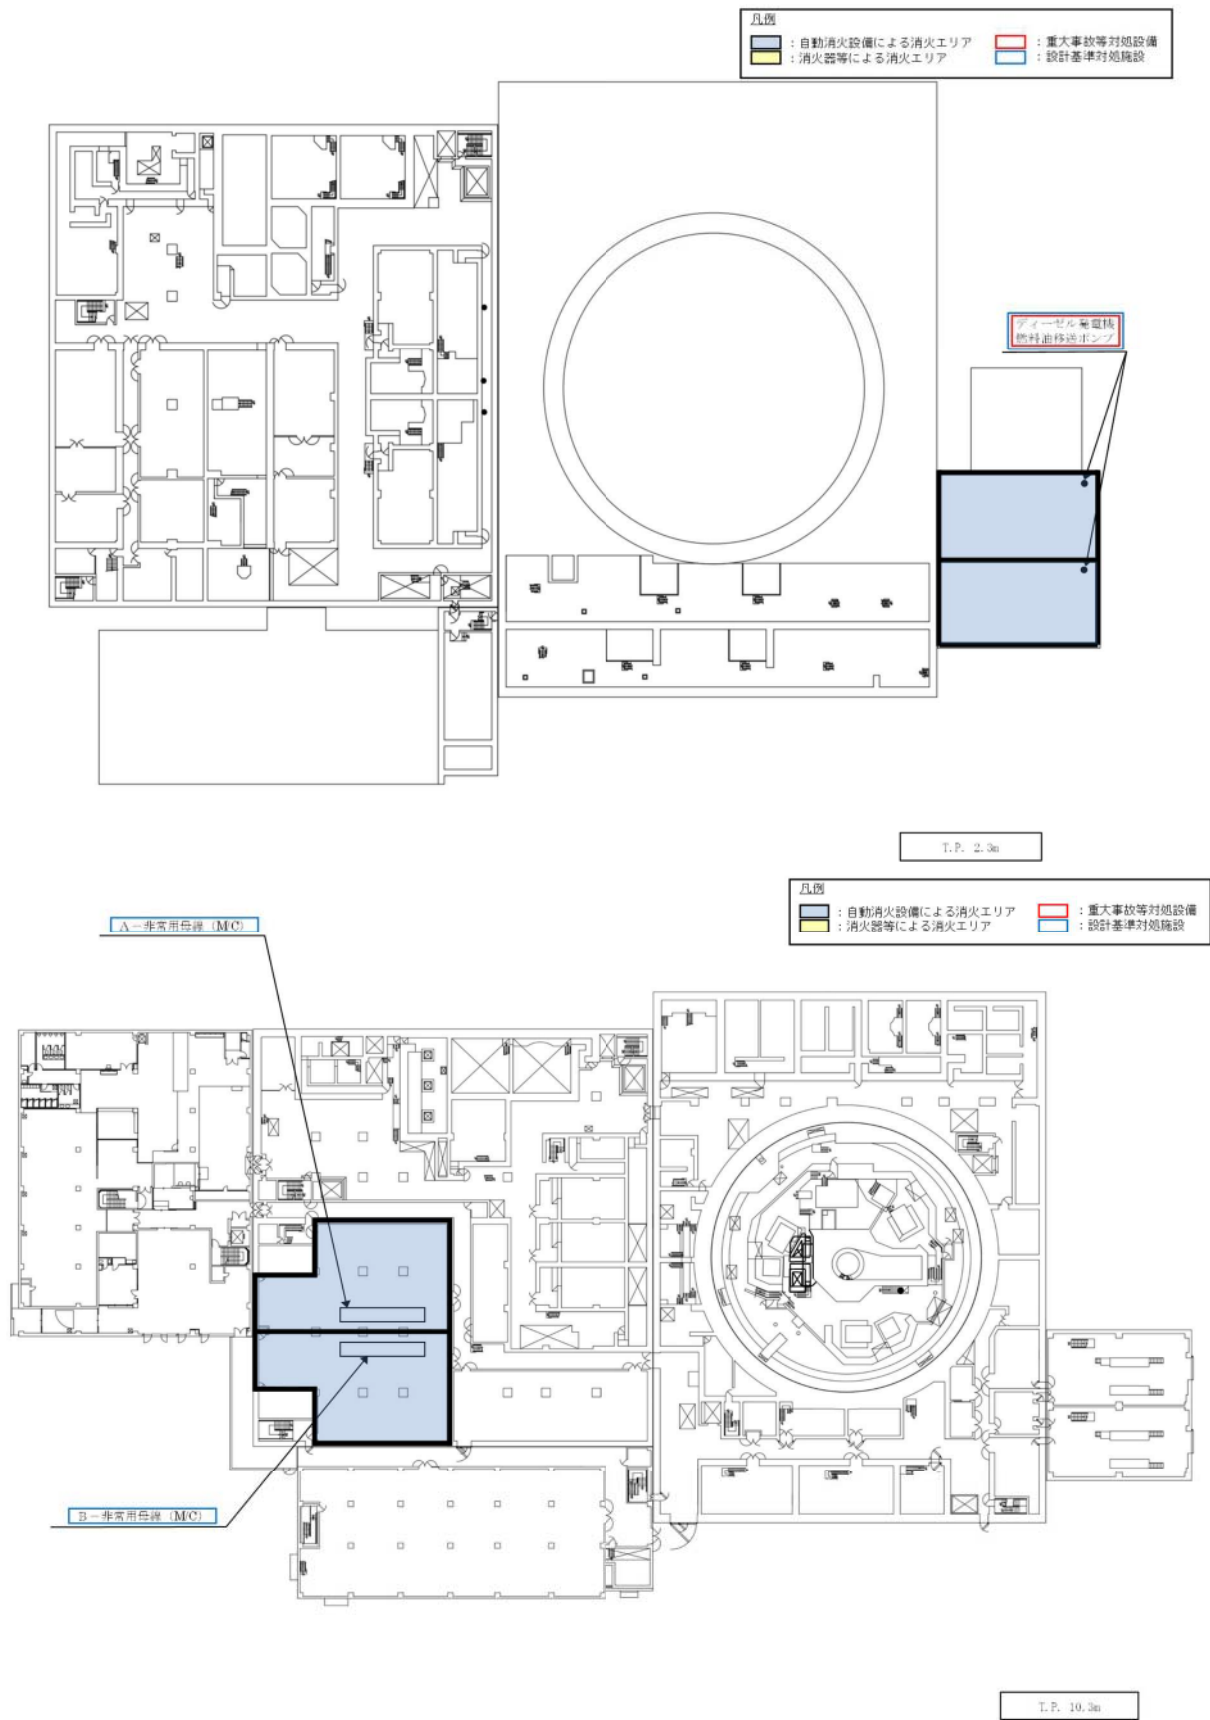 凡例
：自動消火設備による消火エリア
：重大事故等対処設備
：消火器等による消火エリア
：設計基準対処施設
ディーゼル発電機
燃料油移送ポンプ
T.P. 2.3m
凡例
：自動消火設備による消火エリア
：重大事故等対処設備
：消火器等による消火エリア
：設計基準対処施設
A－非常用母線 (M/C)
B－非常用母線 (M/C)
T.P. 10.3m